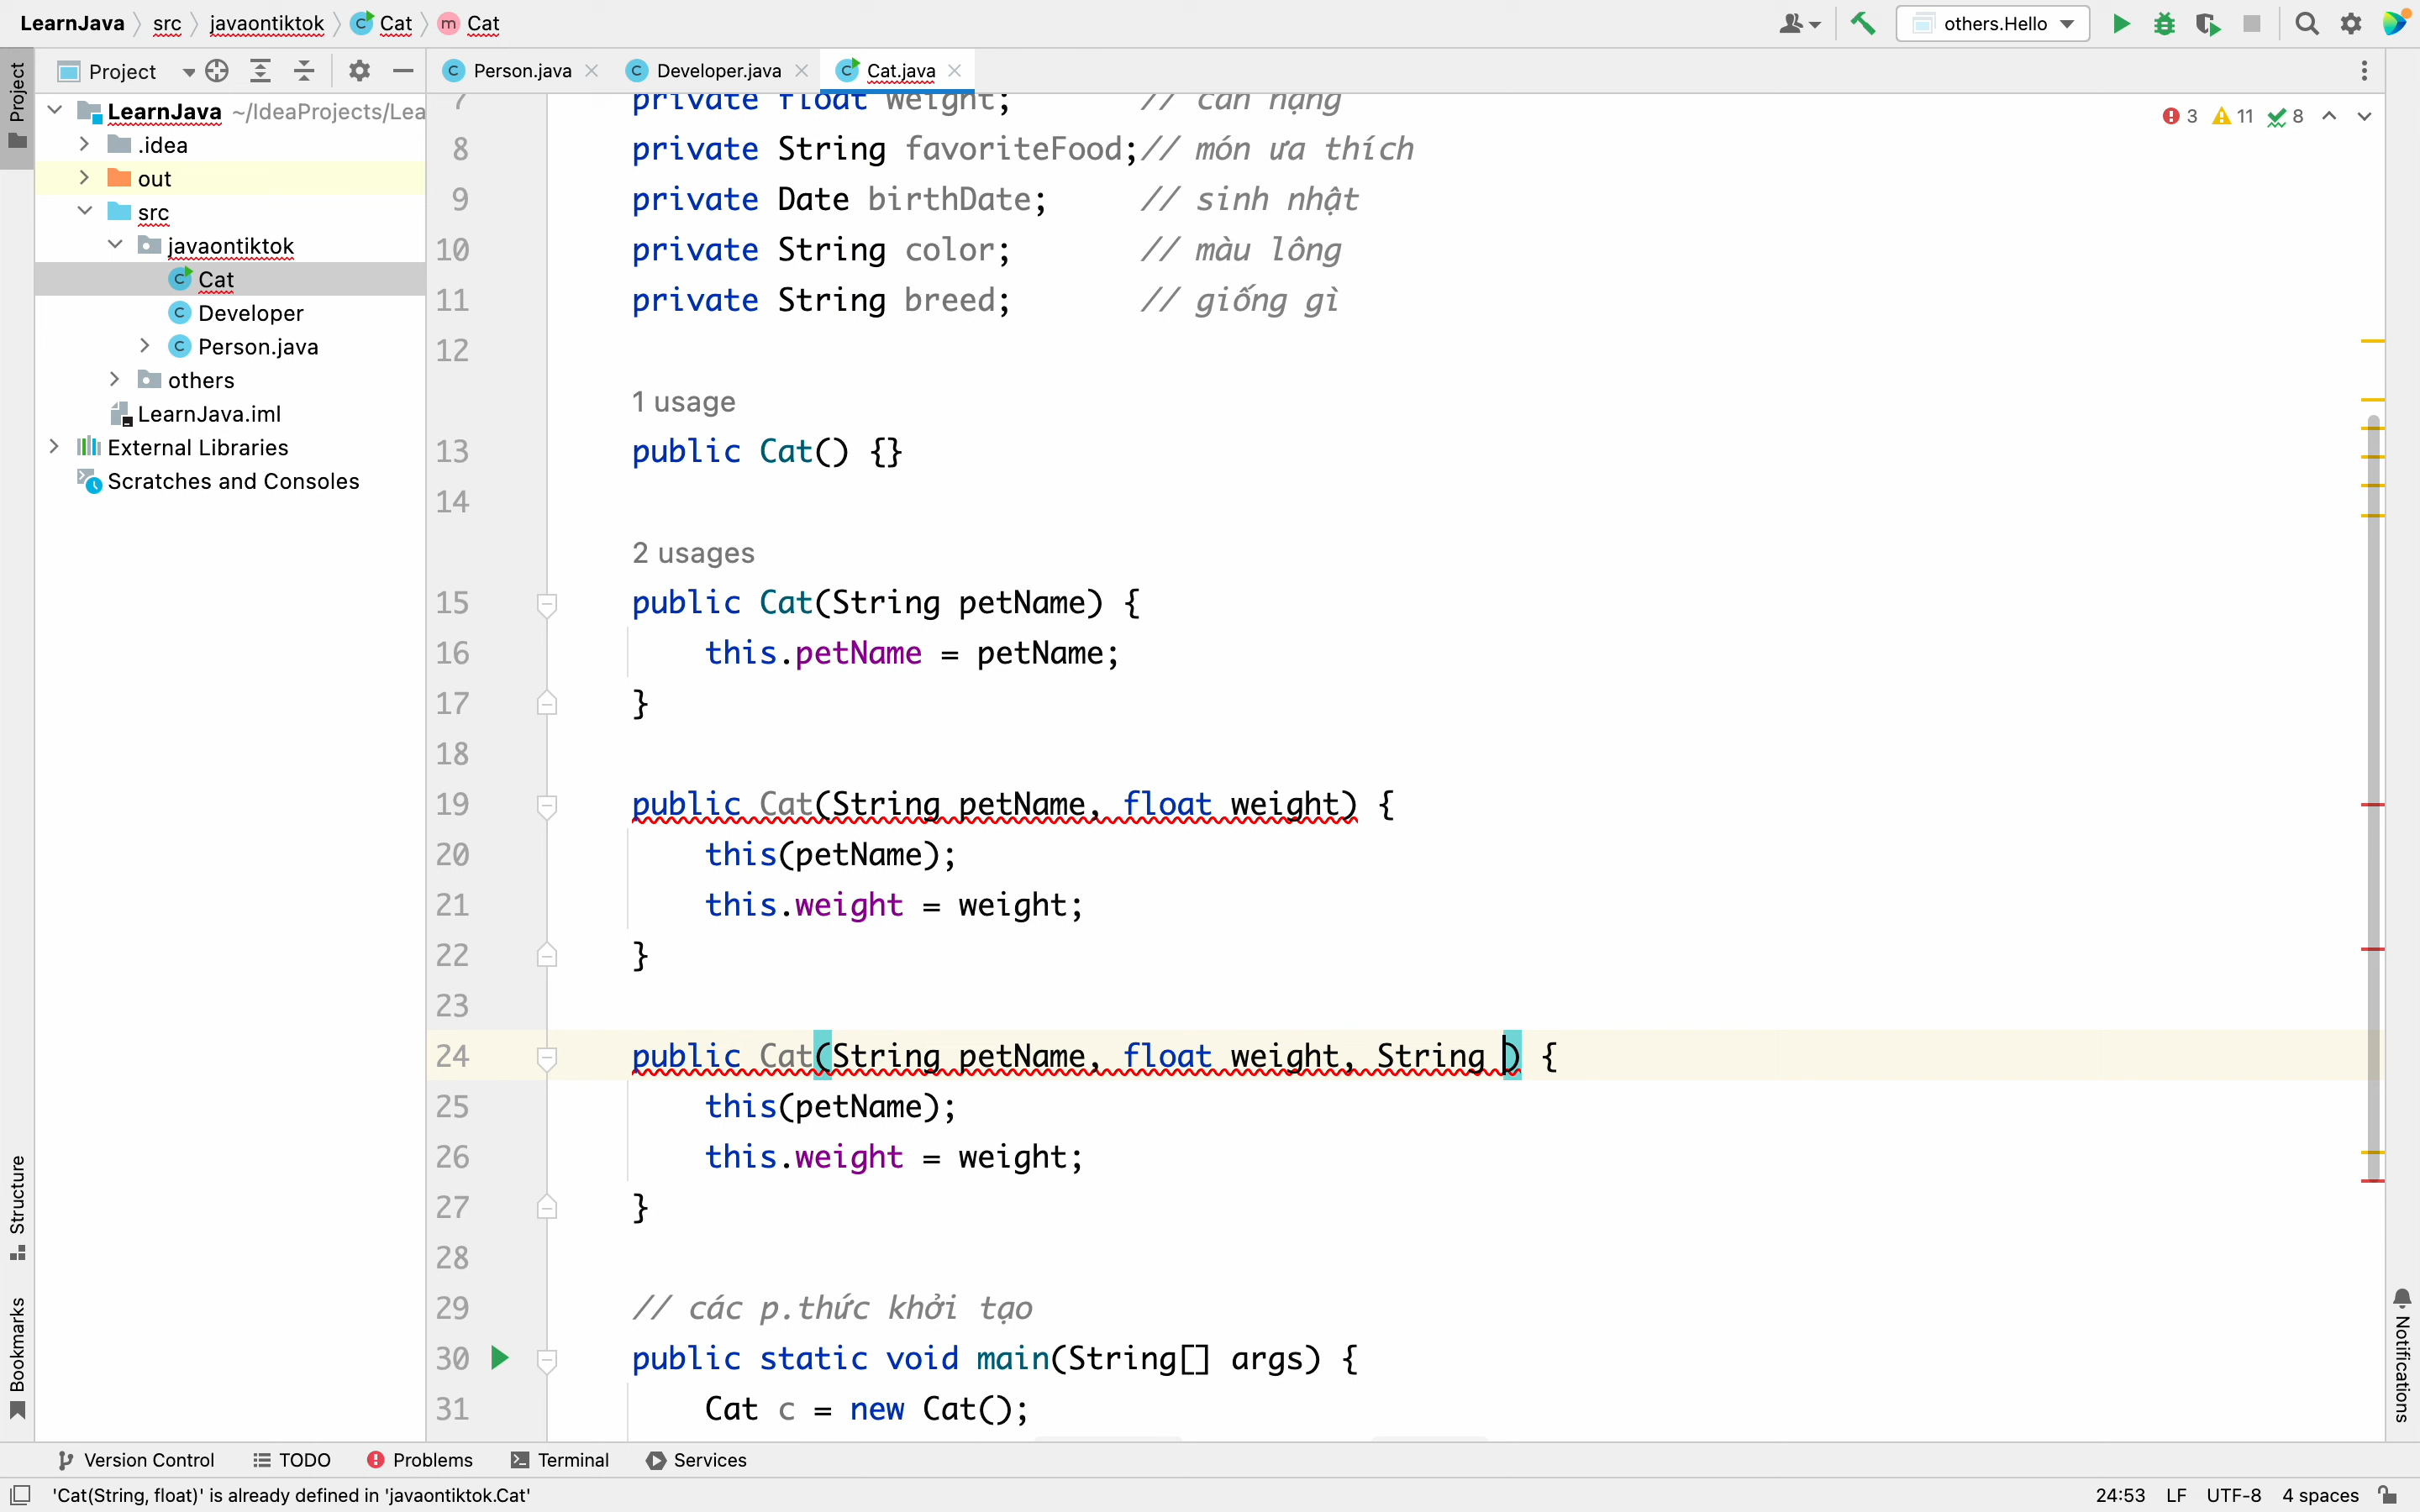 LearnJava src javaontiktok Cat Cat
others.Hello
Project
Person.java
Developer.java
Cat.java
Project
LearnJava ~/IdeaProjects/Lea
.idea
out
src
javaontiktok
Cat
Developer
Person.java
others
LearnJava.iml
External Libraries
Scratches and Consoles
3 11 8
7 private float weight; // cân nặng
8 private String favoriteFood;// món ưa thích
9 private Date birthDate; // sinh nhật
10 private String color; // màu lông
11 private String breed; // giống gì
12
1 usage
13 public Cat() {}
14
2 usages
15 public Cat(String petName) {
16 this.petName = petName;
17 }
18
19 public Cat(String petName, float weight) {
20 this(petName);
21 this.weight = weight;
22 }
23
24 public Cat(String petName, float weight, String ) {
25 this(petName);
26 this.weight = weight;
27 }
28
29 // các p.thức khởi tạo
30 public static void main(String[] args) {
31 Cat c = new Cat();
Structure
Bookmarks
Notifications
Version Control
TODO
Problems
Terminal
Services
'Cat(String, float)' is already defined in 'javaontiktok.Cat'
24:53 LF UTF-8 4 spaces